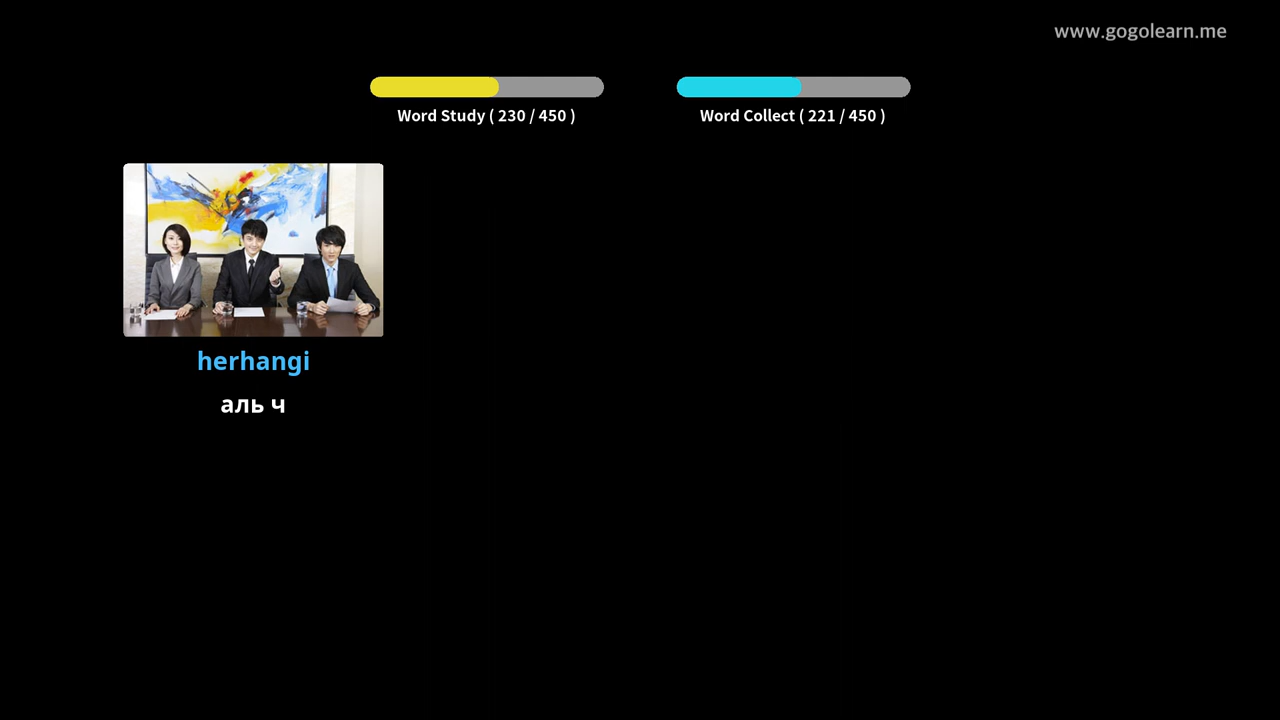 www.gogolearn.me
Word Study ( 230 / 450 )
Word Collect ( 221 / 450 )
herhangi
аль ч